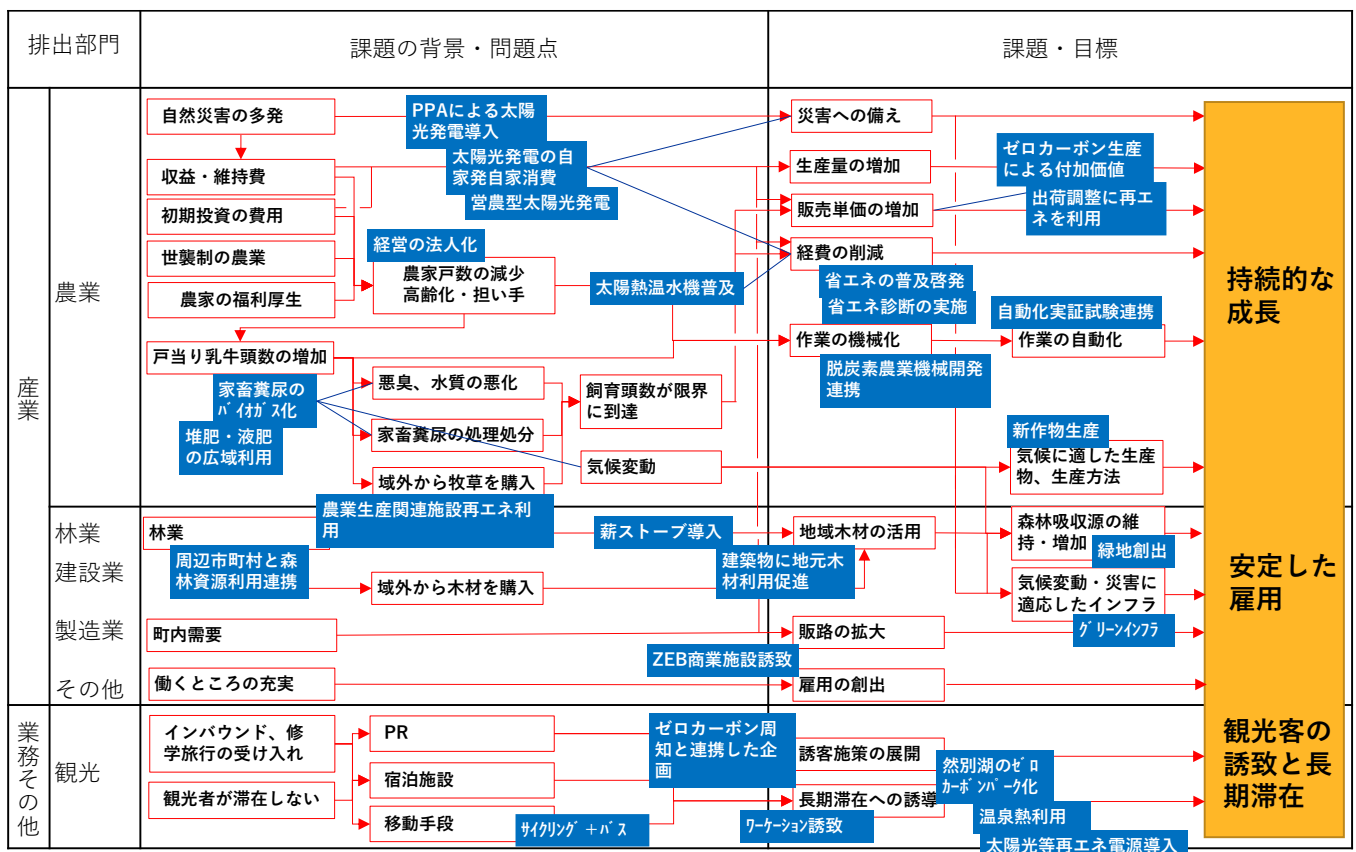 排出部門
課題の背景・問題点
課題・目標
産業
農業
自然災害の多発
PPAによる太陽
光発電導入
災害への備え
収益・維持費
太陽光発電の自
家発自家消費
生産量の増加
ゼロカーボン生産
による付加価値
初期投資の費用
営農型太陽光発電
販売単価の増加
出荷調整に再エ
ネを利用
世襲制の農業
経営の法人化
経費の削減
農家の福利厚生
農家戸数の減少
高齢化・担い手
太陽熱温水機普及
省エネの普及啓発
省エネ診断の実施
持続的な
成長
戸当り乳牛頭数の増加
作業の機械化
自動化実証試験連携
作業の自動化
脱炭素農業機械開発
連携
家畜糞尿の
ﾊﾞｲｵｶﾞｽ化
悪臭、水質の悪化
飼育頭数が限界
に到達
堆肥・液肥
の広域利用
家畜糞尿の処理処分
新作物生産
気候変動
気候に適した生産
物、生産方法
域外から牧草を購入
農業生産関連施設再エネ利
用
林業
林業
薪ストーブ導入
地域木材の活用
森林吸収源の維
持・増加
緑地創出
建設業
周辺市町村と森
林資源利用連携
域外から木材を購入
建築物に地元木
材利用促進
気候変動・災害に
適応したインフラ
安定した
雇用
製造業
町内需要
販路の拡大
ｸﾞﾘｰﾝｲﾝﾌﾗ
ZEB商業施設誘致
その他
働くところの充実
雇用の創出
業務その他
観光
インバウンド、修
学旅行の受け入れ
PR
ゼロカーボン周
知と連携した企
画
誘客施策の展開
然別湖のｾﾞﾛ
ｶｰﾎﾞﾝﾊﾟｰｸ化
観光客の
誘致と長
期滞在
観光者が滞在しない
宿泊施設
長期滞在への誘導
移動手段
ｻｲｸﾘﾝｸﾞ+ﾊﾞｽ
ﾜｰｹｰｼｮﾝ誘致
温泉熱利用
太陽光等再エネ電源導入